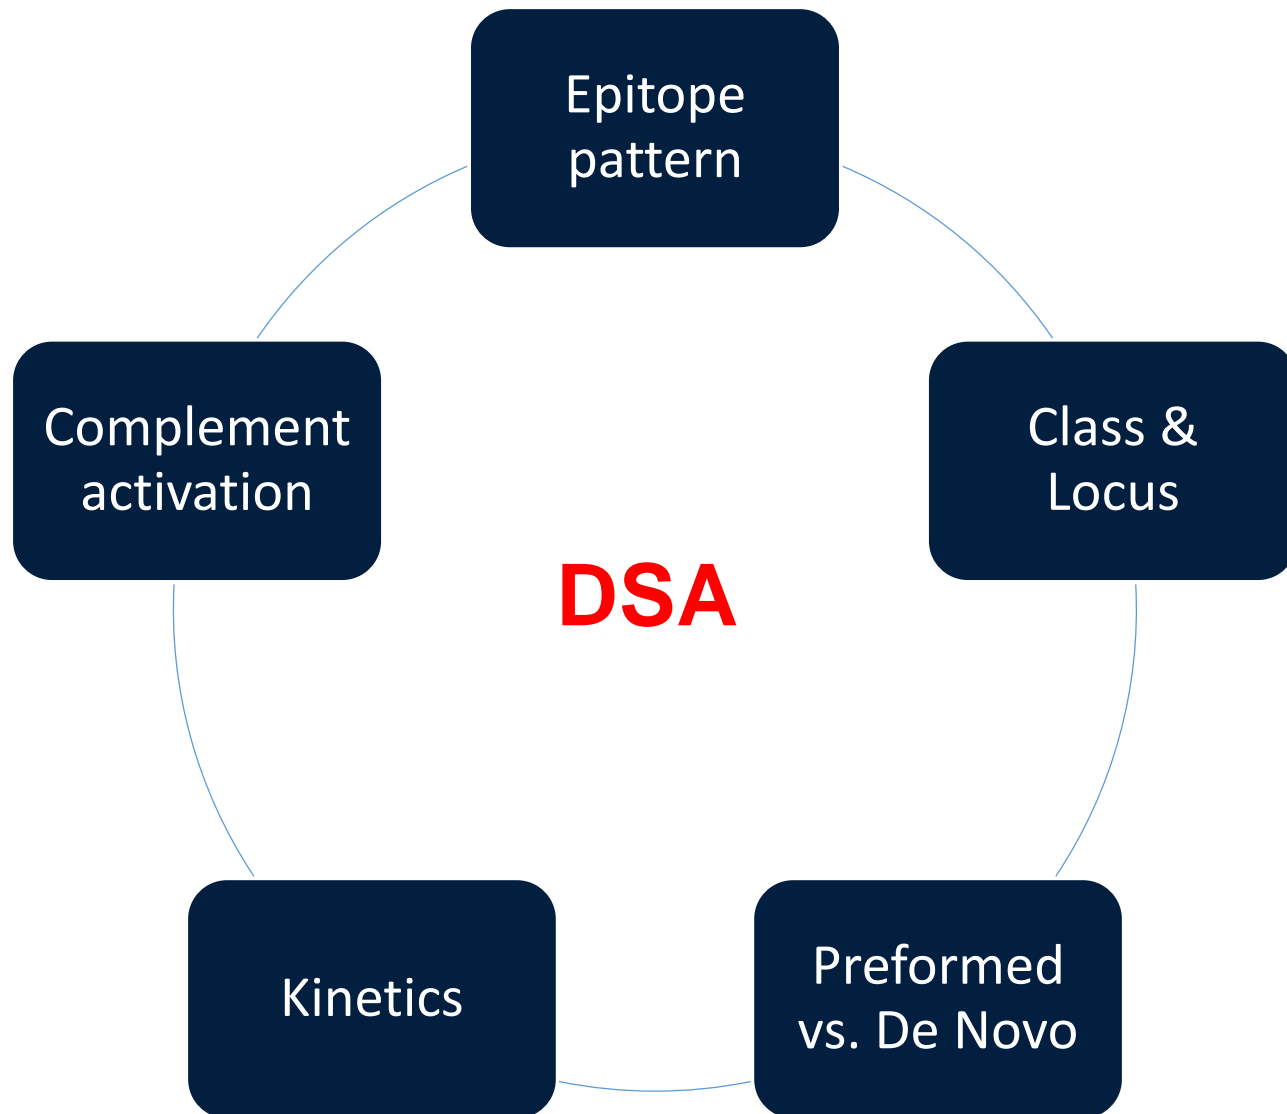 Epitope
pattern
Class &
Locus
Preformed
vs. De Novo
Kinetics
Complement
activation
DSA